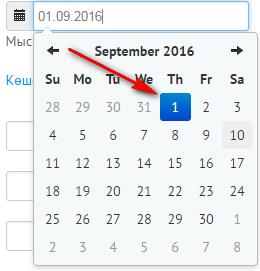 01.09.2016
Мыс
September 2016
Su Mo Tu We Th Fr Sa
28 29 30 31 1 2 3
4 5 6 7 8 9 10
11 12 13 14 15 16 17
18 19 20 21 22 23 24
25 26 27 28 29 30 1
2 3 4 5 6 7 8
Көше